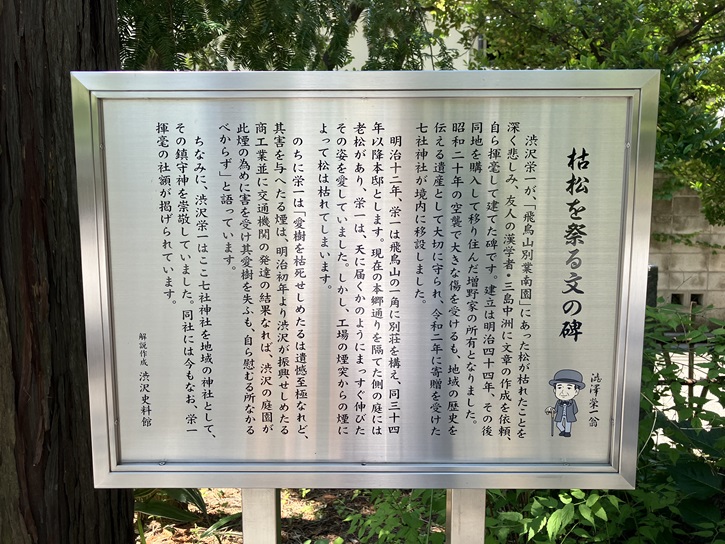 枯松を祭る文の碑
澁澤栄一翁
渋沢栄一が、「飛鳥山別業南園」にあった松が枯れたことを
深く悲しみ、友人の漢学者・三島中洲に文章の作成を依頼、
自ら揮毫して建てた碑です。建立は明治四十四年、その後
同地を購入して移り住んだ増野家の所有となりました。
昭和二十年の空襲で大きな傷を受けるも、地域の歴史を
伝える遺産として大切に守られ、令和二年に寄贈を受けた
七社神社が境内に移設しました。
明治十二年、栄一は飛鳥山の一角に別荘を構え、同三十四
年以降本邸とします。現在の本郷通りを隔てた側の庭には
老松があり、栄一は、天に届くかのようにまっすぐ伸びた
その姿を愛していました。しかし、工場の煙突からの煙に
よって松は枯れてしまいます。
のちに栄一は「愛樹を枯死せしめたるは遺憾至極なれど、
其害を与へたる煙は、明治初年より渋沢が振興せしめたる
商工業並に交通機関の発達の結果なれば、渋沢の庭園が
此煙の為めに害を受け其愛樹を失ふも、自ら慰むる所なかる
べからず」と語っています。
ちなみに、渋沢栄一はここ七社神社を地域の神社として、
その鎮守神を崇敬していました。同社には今もなお、栄一
揮毫の社額が掲げられています。
解説作成 渋沢史料館